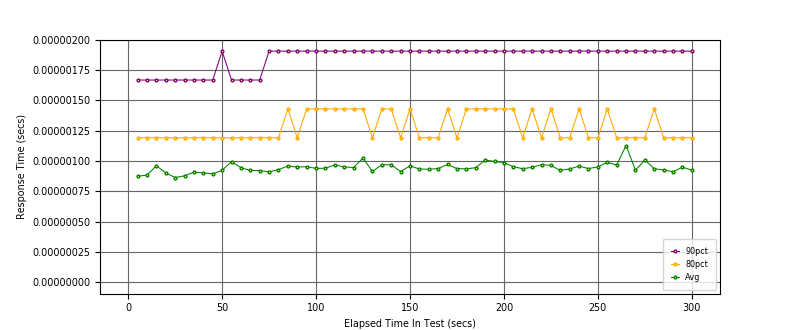 0.00000200
0.00000175
0.00000150
0.00000125
0.00000100
0.00000075
0.00000050
0.00000025
0.00000000
Response Time (secs)
0 50 100 150 200 250 300
Elapsed Time In Test (secs)
90pct
80pct
Avg